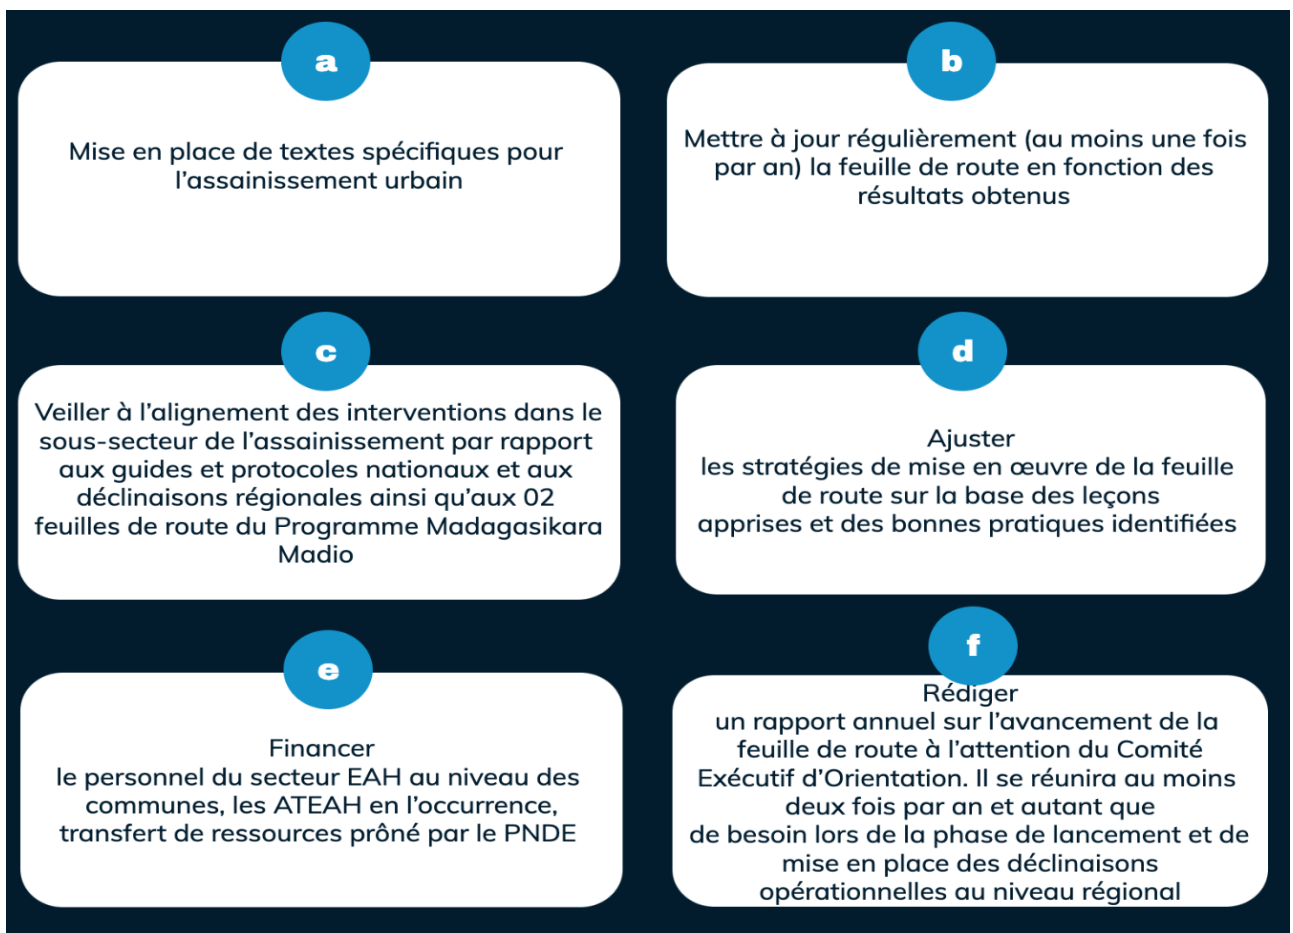 a
Mise en place de textes spécifiques pour
l'assainissement urbain
b
Mettre à jour régulièrement (au moins une fois
par an) la feuille de route en fonction des
résultats obtenus
c
Veiller à l'alignement des interventions dans le
sous-secteur de l'assainissement par rapport
aux guides et protocoles nationaux et aux
déclinaisons régionales ainsi qu'aux 02
feuilles de route du Programme Madagasikara
Madio
d
Ajuster
les stratégies de mise en œuvre de la feuille
de route sur la base des leçons
apprises et des bonnes pratiques identifiées
e
Financer
le personnel du secteur EAH au niveau des
communes, les ATEAH en l'occurrence,
transfert de ressources prôné par le PNDE
f
Rédiger
un rapport annuel sur l'avancement de la
feuille de route à l'attention du Comité
Exécutif d'Orientation. Il se réunira au moins
deux fois par an et autant que
de besoin lors de la phase de lancement et de
mise en place des déclinaisons
opérationnelles au niveau régional